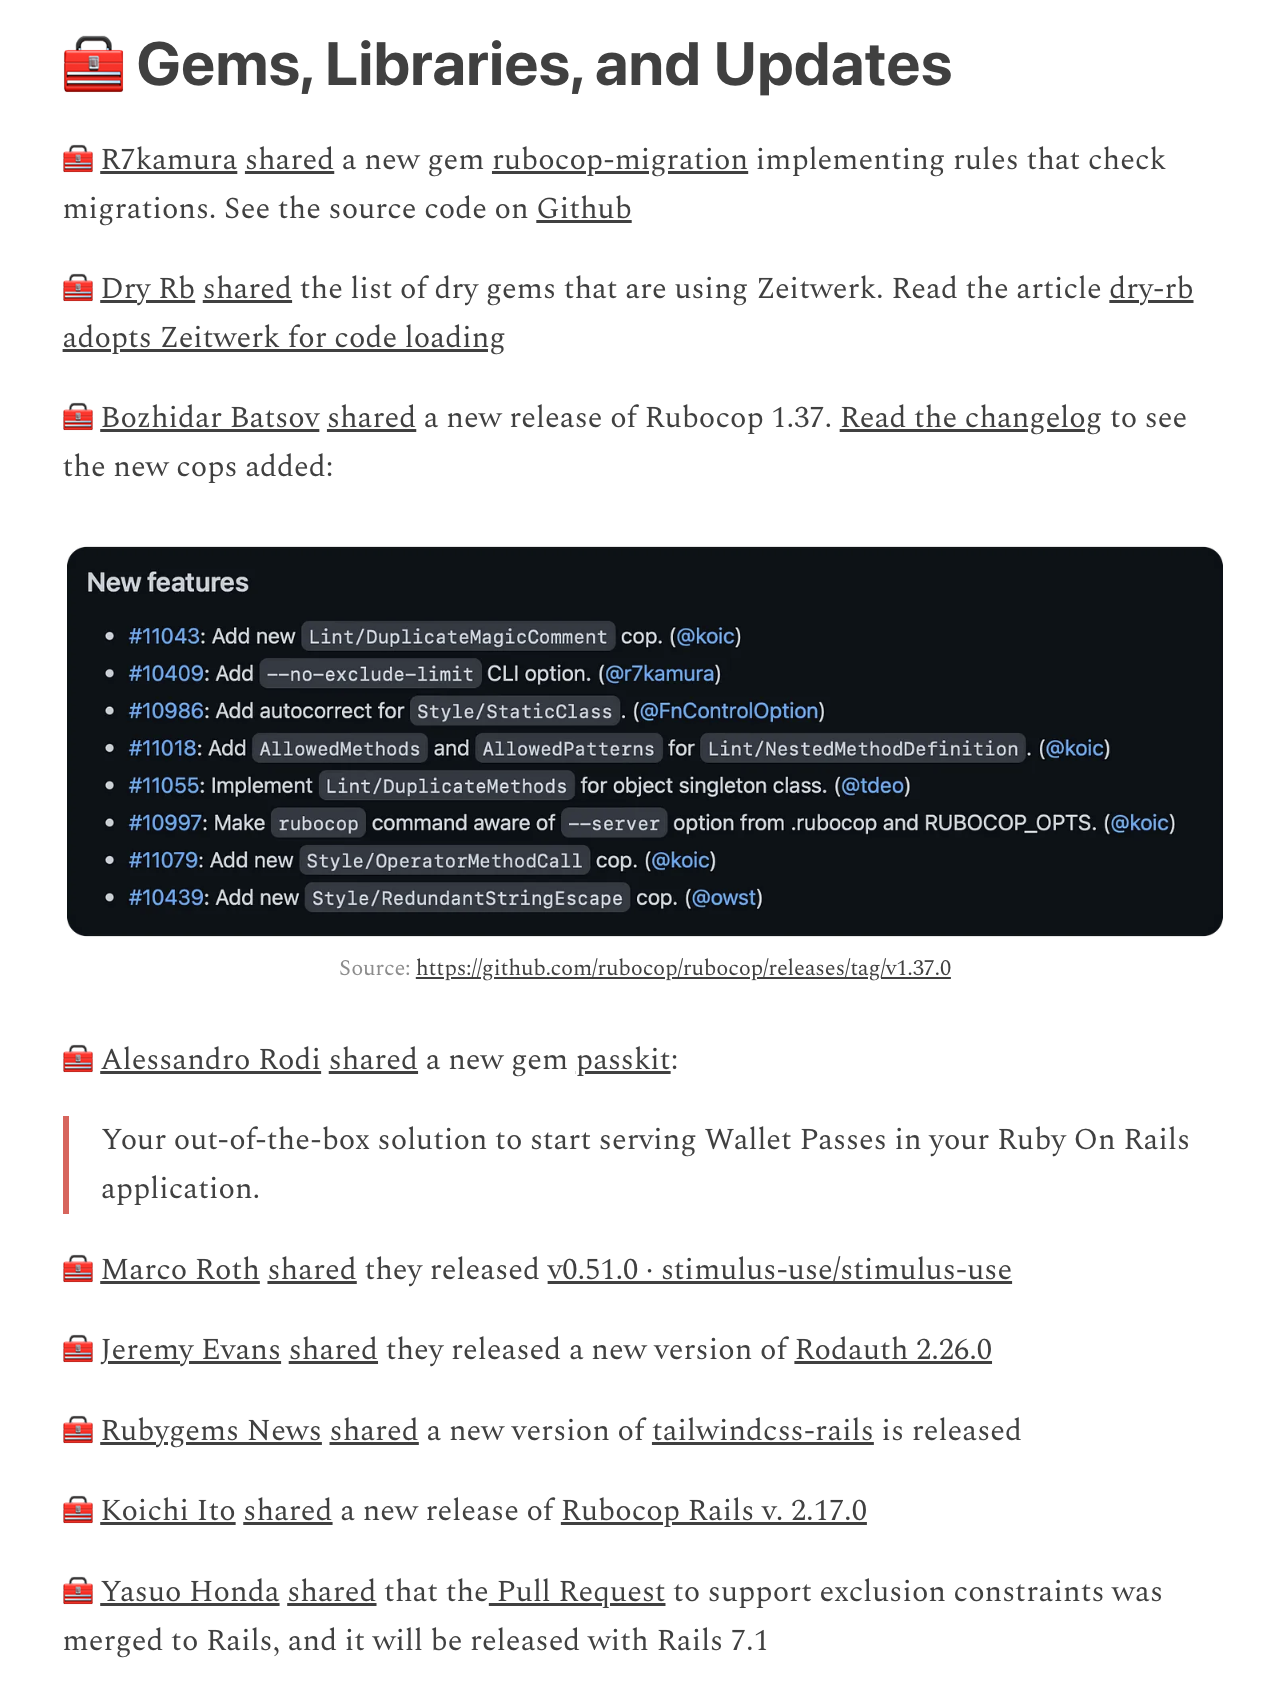 🧰 Gems, Libraries, and Updates
🧰 R7kamura shared a new gem rubocop-migration implementing rules that check
migrations. See the source code on Github
🧰 Dry Rb shared the list of dry gems that are using Zeitwerk. Read the article dry-rb
adopts Zeitwerk for code loading
🧰 Bozhidar Batsov shared a new release of Rubocop 1.37. Read the changelog to see
the new cops added:
New features
• #11043: Add new Lint/DuplicateMagicComment cop. (@koic)
• #10409: Add --no-exclude-limit CLI option. (@r7kamura)
• #10986: Add autocorrect for Style/StaticClass. (@FnControlOption)
• #11018: Add AllowedMethods and AllowedPatterns for Lint/NestedMethodDefinition. (@koic)
• #11055: Implement Lint/DuplicateMethods for object singleton class. (@tdeo)
• #10997: Make rubocop command aware of --server option from .rubocop and RUBOCOP_OPTS. (@koic)
• #11079: Add new Style/OperatorMethodCall cop. (@koic)
• #10439: Add new Style/RedundantStringEscape cop. (@owst)
Source: https://github.com/rubocop/rubocop/releases/tag/v1.37.0
🧰 Alessandro Rodi shared a new gem passkit:
Your out-of-the-box solution to start serving Wallet Passes in your Ruby On Rails
application.
🧰 Marco Roth shared they released v0.51.0 · stimulus-use/stimulus-use
🧰 Jeremy Evans shared they released a new version of Rodauth 2.26.0
🧰 Rubygems News shared a new version of tailwindcss-rails is released
🧰 Koichi Ito shared a new release of Rubocop Rails v. 2.17.0
🧰 Yasuo Honda shared that the Pull Request to support exclusion constraints was
merged to Rails, and it will be released with Rails 7.1